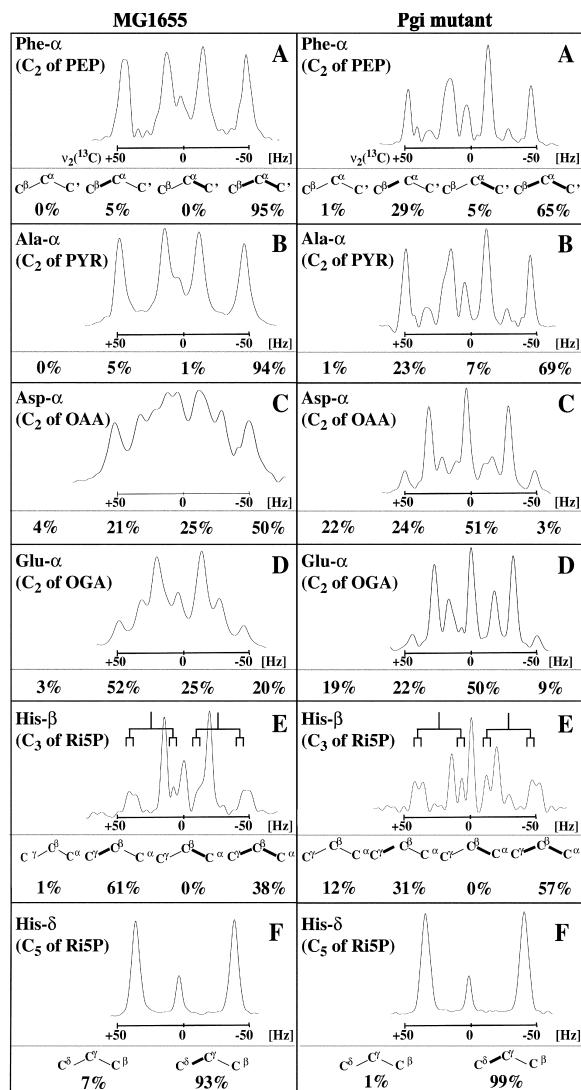 MG1655 Pgi mutant
Phe-α A Phe-α A
(C2 of PEP) (C2 of PEP)
ν2(13C) +50 0 -50 [Hz] ν2(13C) +50 0 -50 [Hz]
Cβ Cα C' Cβ Cα C' Cβ Cα C' Cβ Cα C' Cβ Cα C' Cβ Cα C' Cβ Cα C' Cβ Cα C'
0% 5% 0% 95% 1% 29% 5% 65%
Ala-α B Ala-α B
(C2 of PYR) (C2 of PYR)
+50 0 -50 [Hz] +50 0 -50 [Hz]
0% 5% 1% 94% 1% 23% 7% 69%
Asp-α C Asp-α C
(C2 of OAA) (C2 of OAA)
+50 0 -50 [Hz] +50 0 -50 [Hz]
4% 21% 25% 50% 22% 24% 51% 3%
Glu-α D Glu-α D
(C2 of OGA) (C2 of OGA)
+50 0 -50 [Hz] +50 0 -50 [Hz]
3% 52% 25% 20% 19% 22% 50% 9%
His-β E His-β E
(C3 of Ri5P) (C3 of Ri5P)
+50 0 -50 [Hz] +50 0 -50 [Hz]
Cγ Cβ Cα Cγ Cβ Cα Cγ Cβ Cα Cγ Cβ Cα Cγ Cβ Cα Cγ Cβ Cα Cγ Cβ Cα Cγ Cβ Cα
1% 61% 0% 38% 12% 31% 0% 57%
His-δ F His-δ F
(C5 of Ri5P) (C5 of Ri5P)
+50 0 -50 [Hz] +50 0 -50 [Hz]
Cδ Cγ Cβ Cδ Cγ Cβ Cδ Cγ Cβ Cδ Cγ Cβ
7% 93% 1% 99%